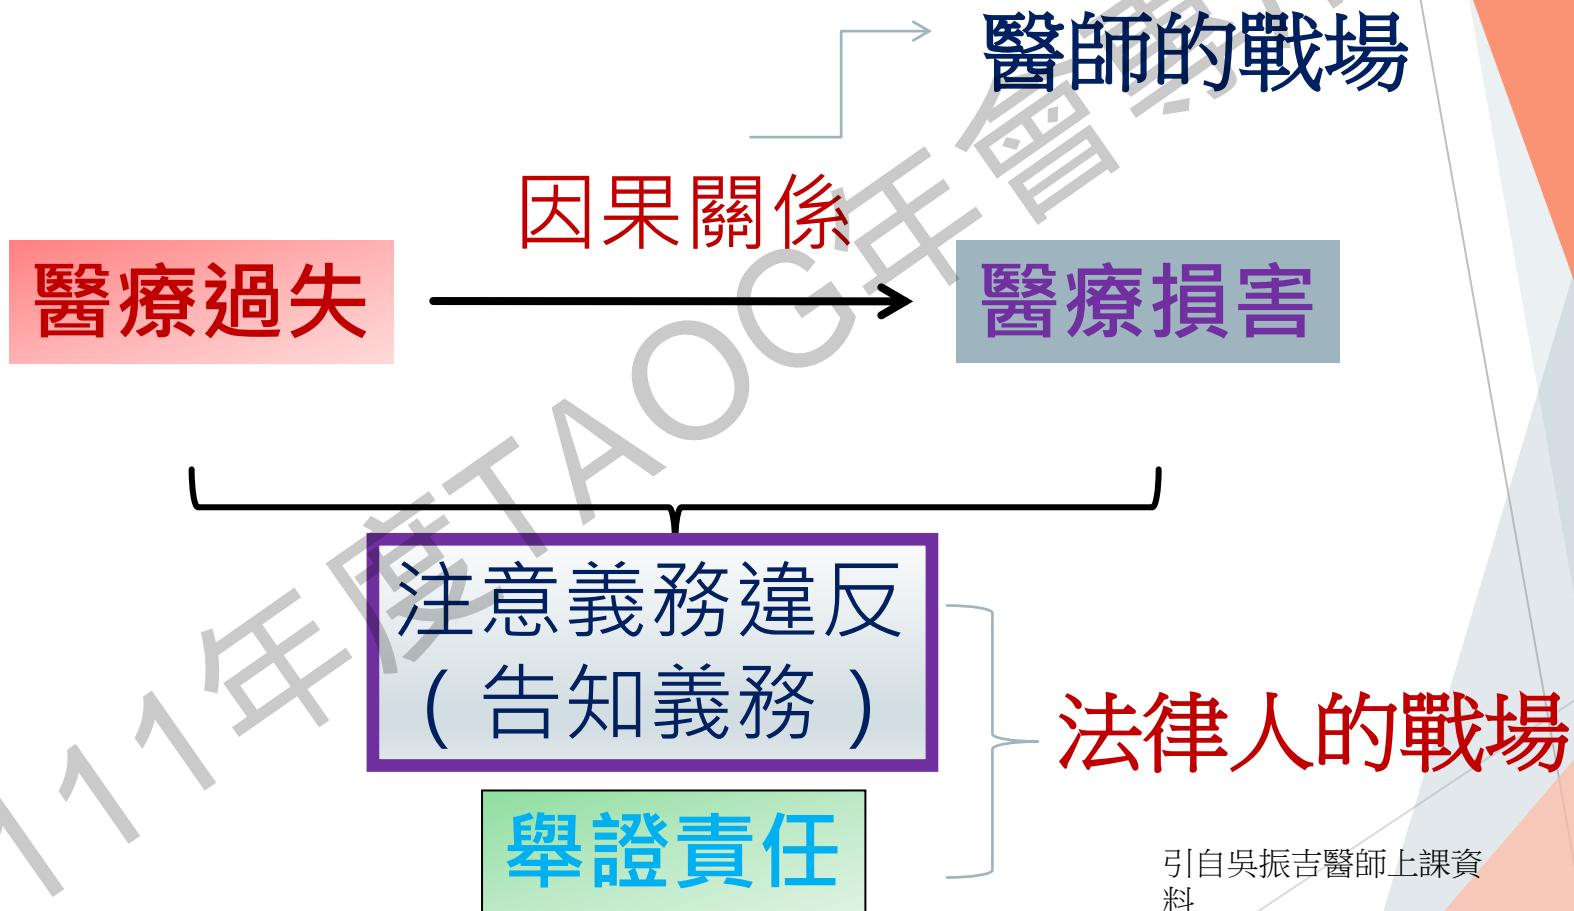 醫師的戰場
因果關係
醫療過失
醫療損害
注意義務違反
(告知義務)
法律人的戰場
舉證責任
引自吳振吉醫師上課資
料
11年度TAOG年會專